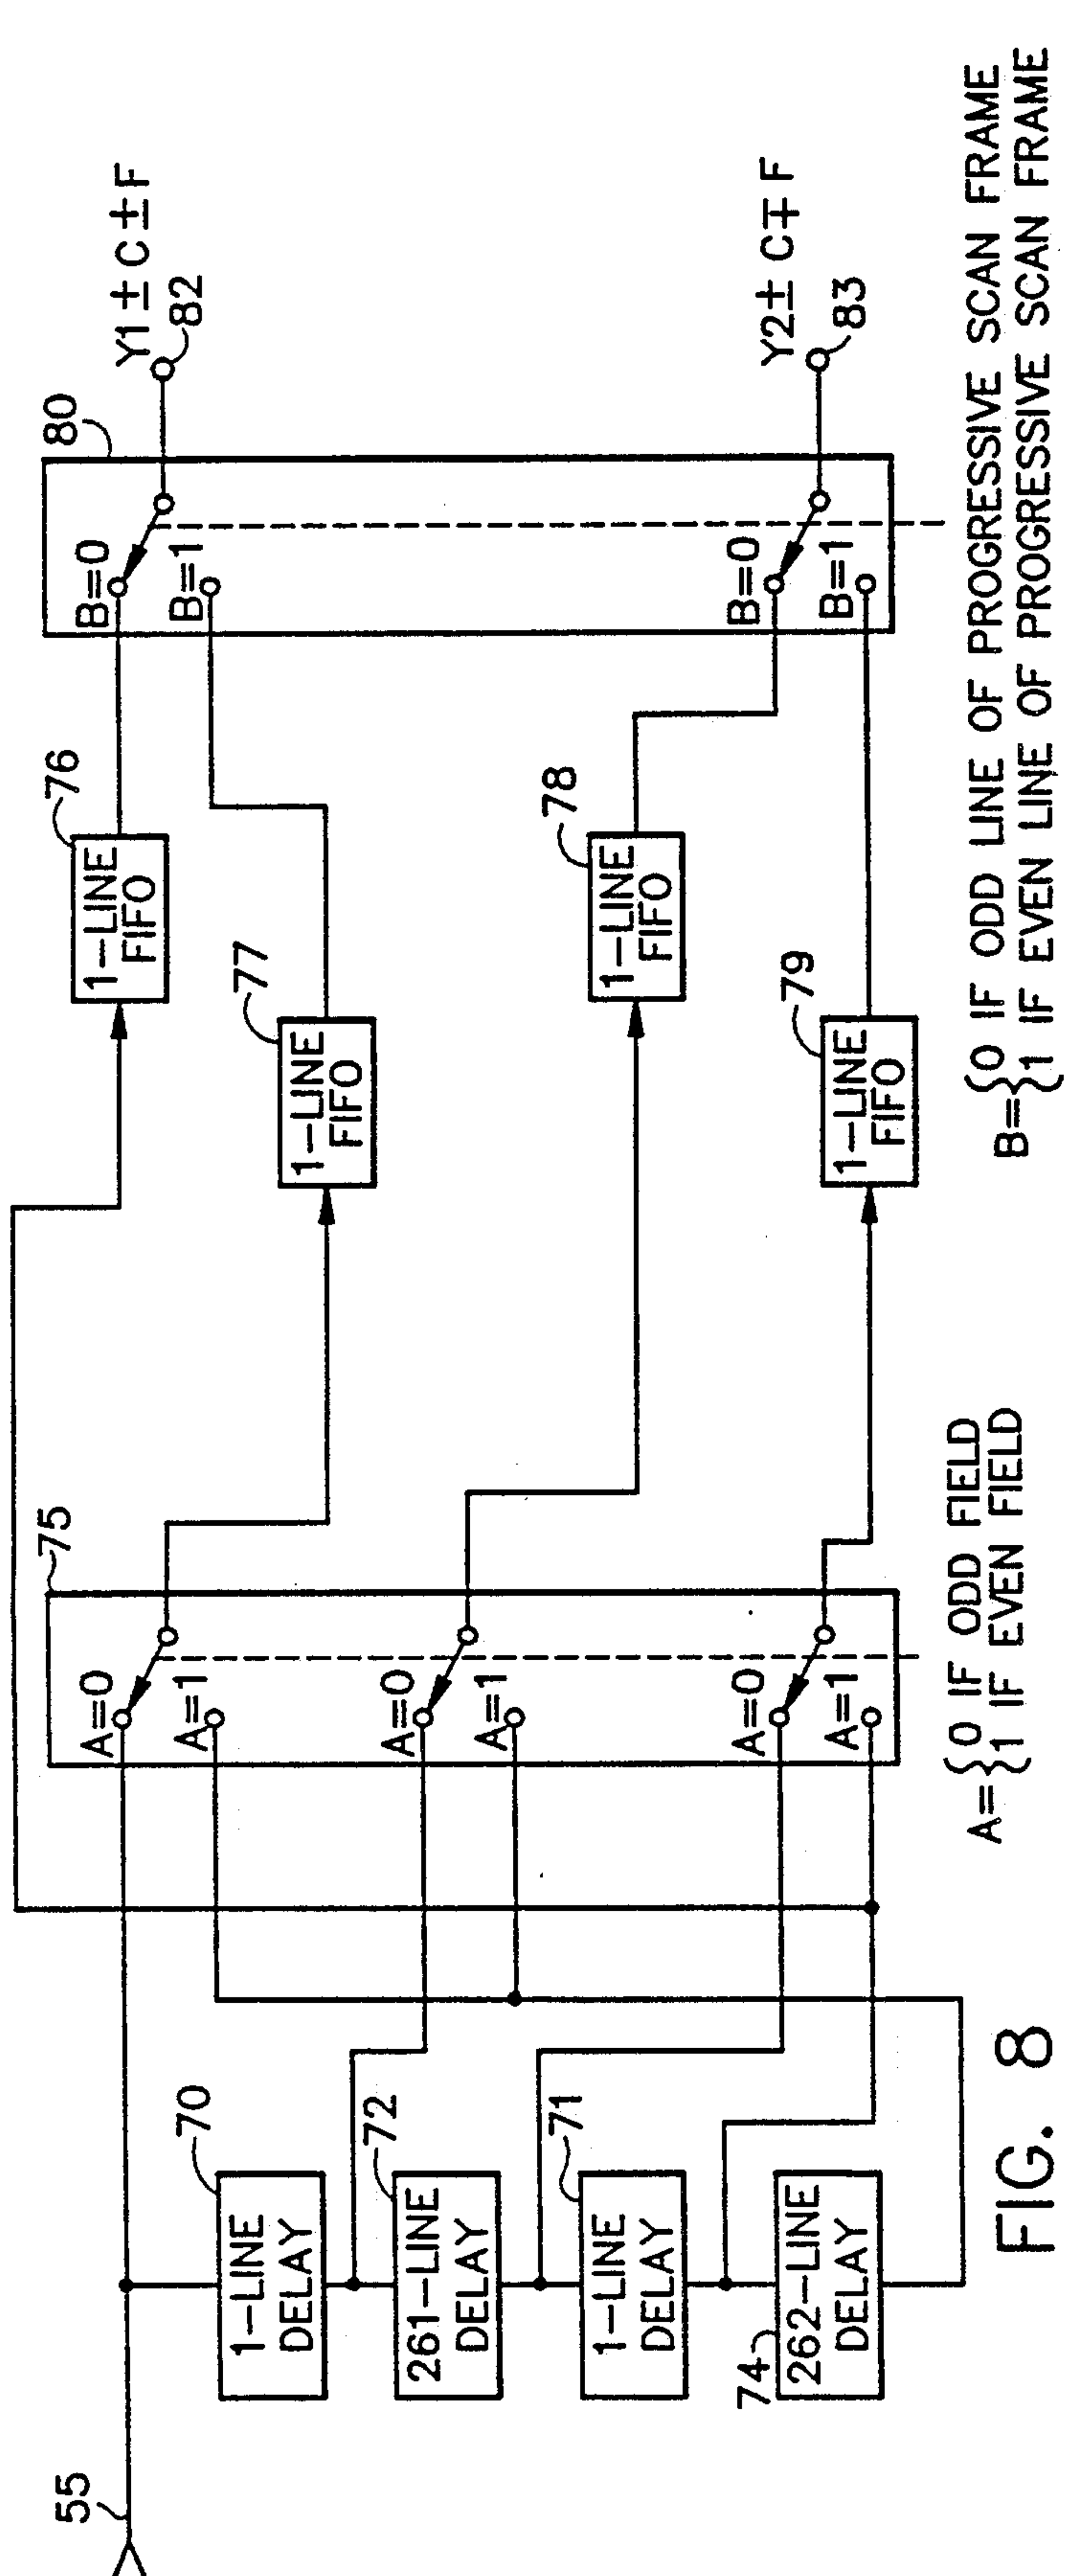 55
1-LINE
DELAY
70
261-LINE
DELAY
72
1-LINE
DELAY
71
262-LINE
DELAY
74
75
A=0
A=1
A=0
A=1
A=0
A=1
A={0 IF ODD FIELD
{1 IF EVEN FIELD
1-LINE
FIFO
76
1-LINE
FIFO
77
1-LINE
FIFO
78
1-LINE
FIFO
79
80
B=0
B=1
B=0
B=1
Y1± C±F
82
Y2± C∓F
83
B={0 IF ODD LINE OF PROGRESSIVE SCAN FRAME
{1 IF EVEN LINE OF PROGRESSIVE SCAN FRAME
FIG. 8